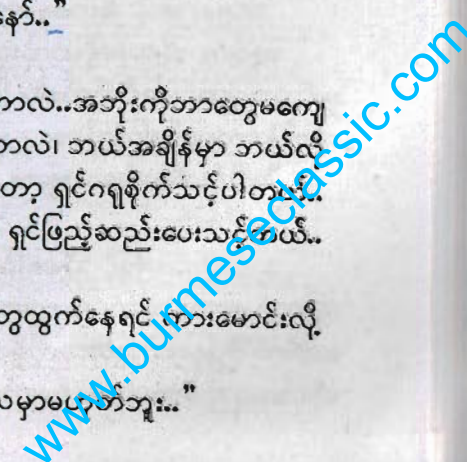 နော်.."
ာလဲ..အဘိုးကိုဘာတွေမကျေ
ာလဲ၊ ဘယ်အချိန်မှာ ဘယ်လို
တာ့ ရှင်ဂရုစိုက်သင့်ပါတယ်..
ရှင်ဖြည့်ဆည်းပေးသင့်တယ်..
တွေထွက်နေရင် ကားမောင်းလို့
ယမှာမဟုတ်ဘူး.."
www.burmeseclassic.com